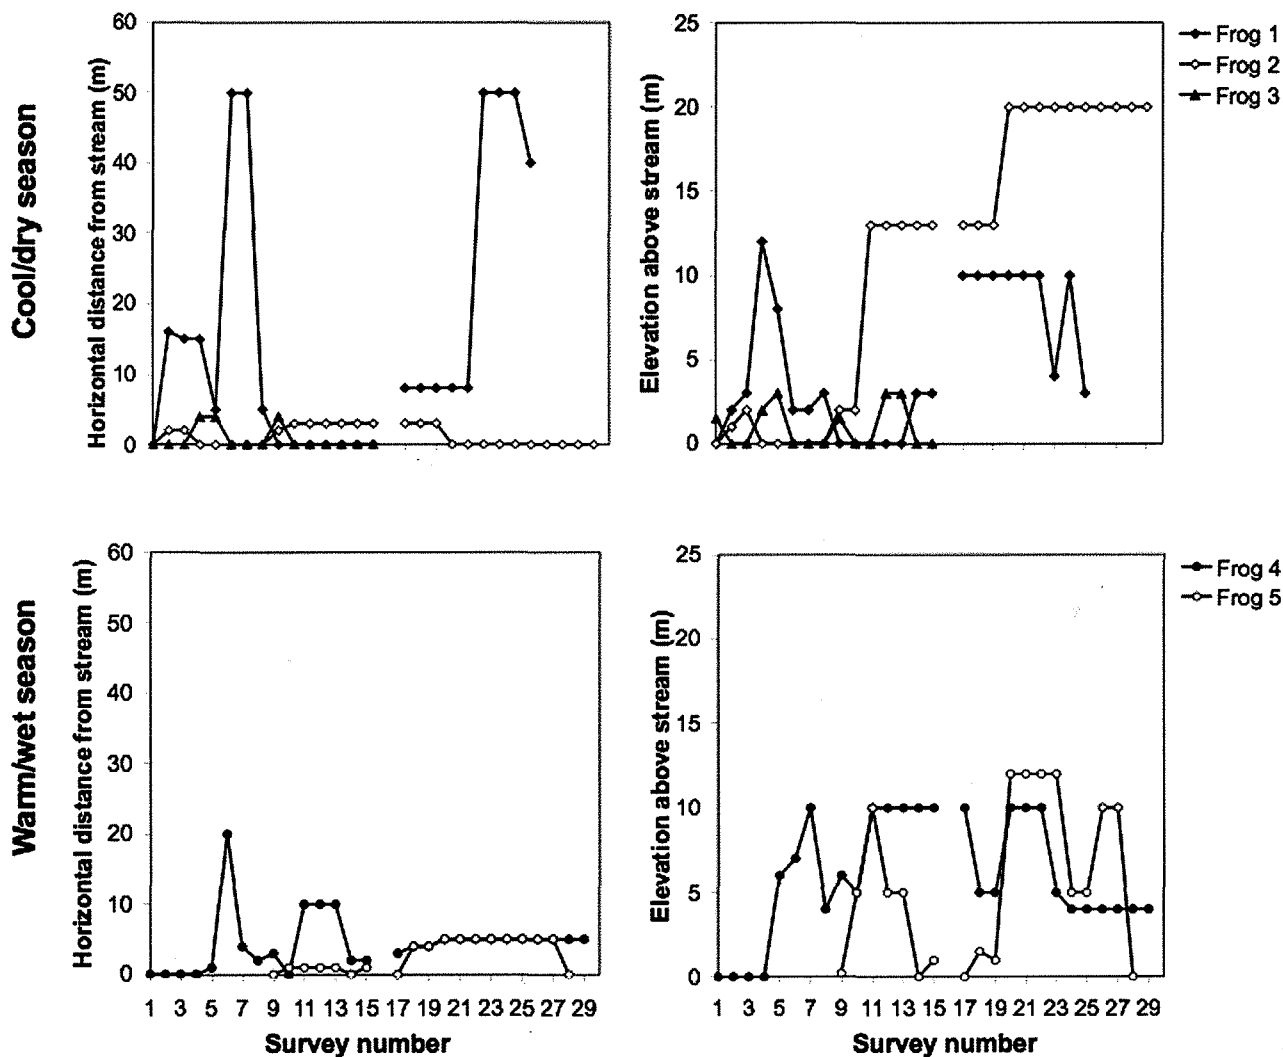 Cool/dry season
Horizontal distance from stream (m)
60
50
40
30
20
10
0
Elevation above stream (m)
25
20
15
10
5
0
Frog 1
Frog 2
Frog 3
Warm/wet season
Horizontal distance from stream (m)
60
50
40
30
20
10
0
1 3 5 7 9 11 13 15 17 19 21 23 25 27 29
Survey number
Elevation above stream (m)
25
20
15
10
5
0
1 3 5 7 9 11 13 15 17 19 21 23 25 27 29
Survey number
Frog 4
Frog 5